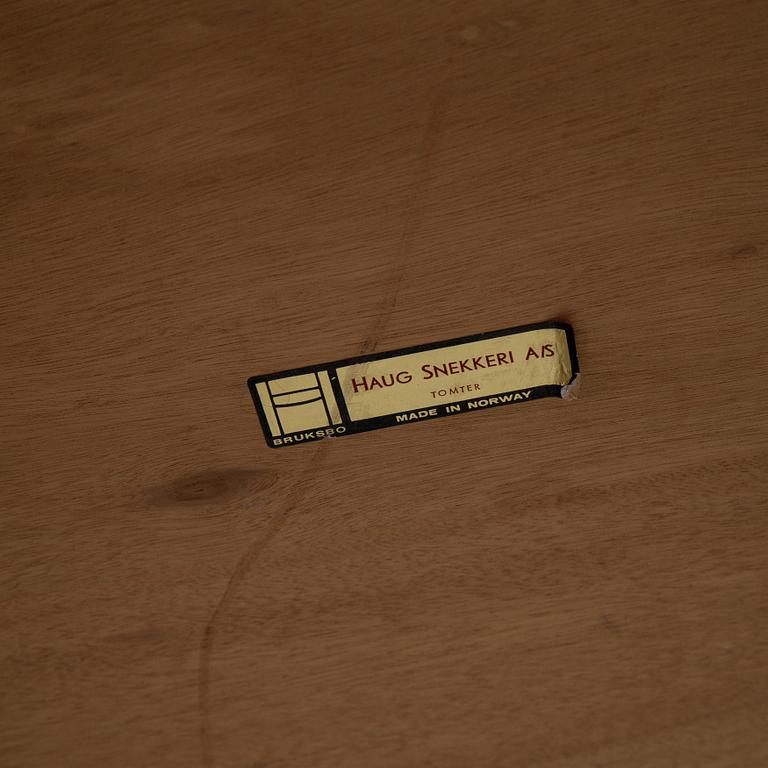 BRUKSBO
HAUG SNEKKERI A/S
TOMTER
MADE IN NORWAY